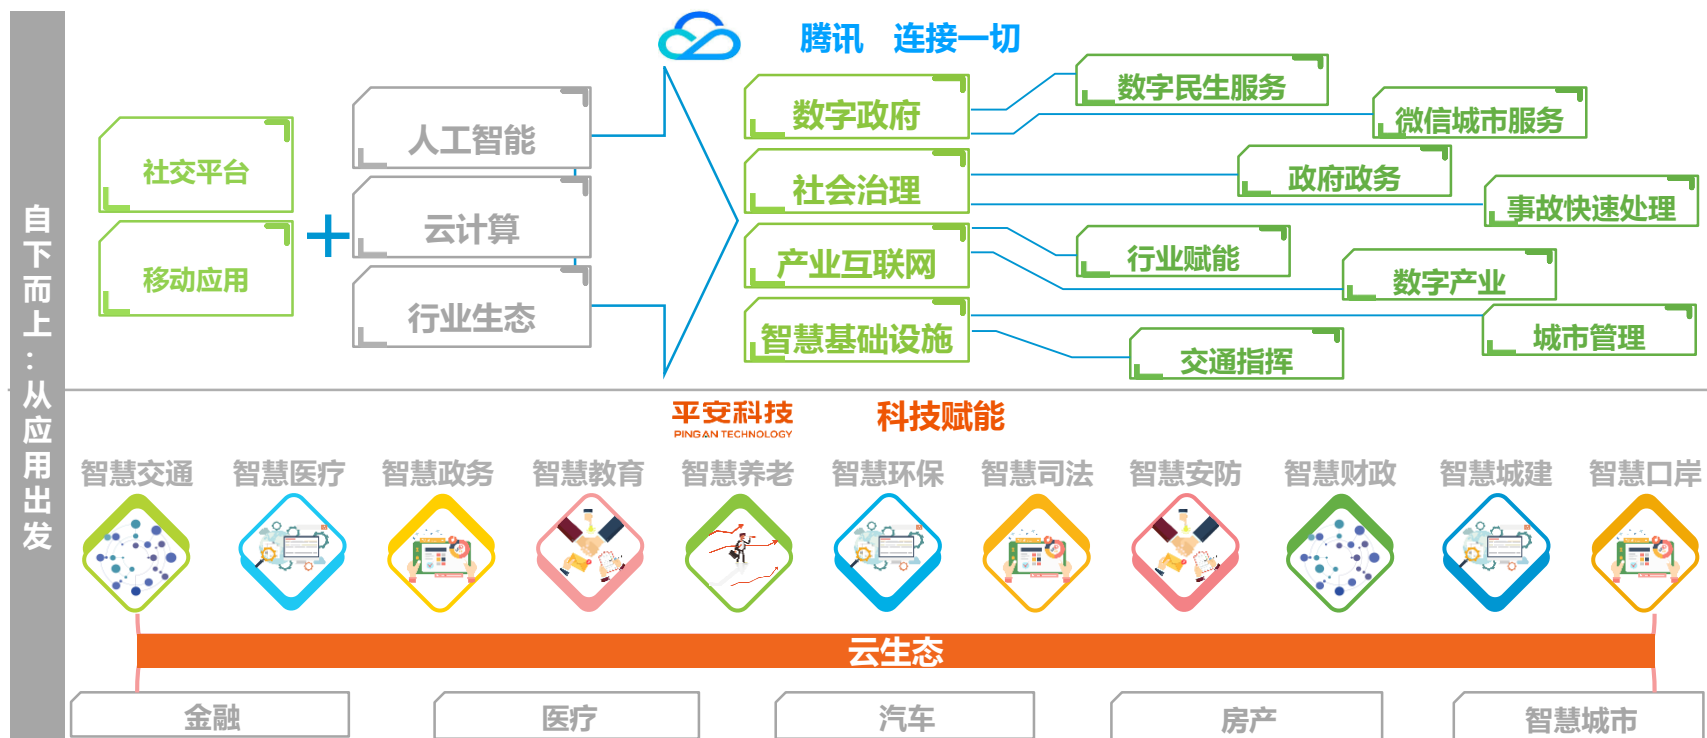 自下而上：从应用出发
腾讯 连接一切
社交平台
移动应用
+
人工智能
云计算
行业生态
数字政府
社会治理
产业互联网
智慧基础设施
数字民生服务
微信城市服务
政府政务
事故快速处理
行业赋能
数字产业
城市管理
交通指挥
平安科技
PINGAN TECHNOLOGY
科技赋能
智慧交通
智慧医疗
智慧政务
智慧教育
智慧养老
智慧环保
智慧司法
智慧安防
智慧财政
智慧城建
智慧口岸
云生态
金融
医疗
汽车
房产
智慧城市